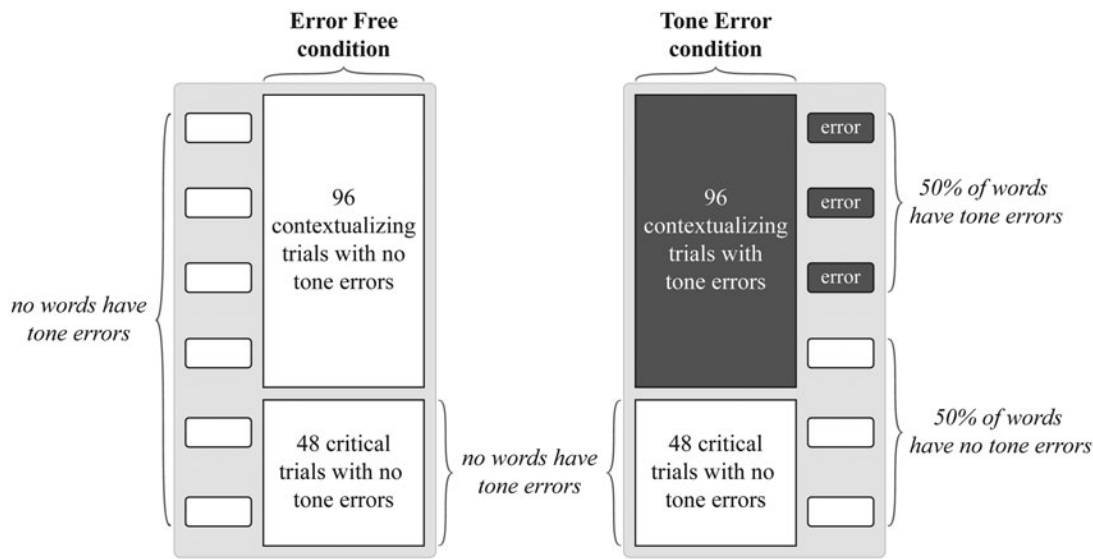 Error Free
condition
Tone Error
condition
no words have
tone errors
96
contextualizing
trials with no
tone errors
48 critical
trials with no
tone errors
no words have
tone errors
96
contextualizing
trials with
tone errors
48 critical
trials with no
tone errors
error
error
error
50% of words
have tone errors
50% of words
have no tone errors